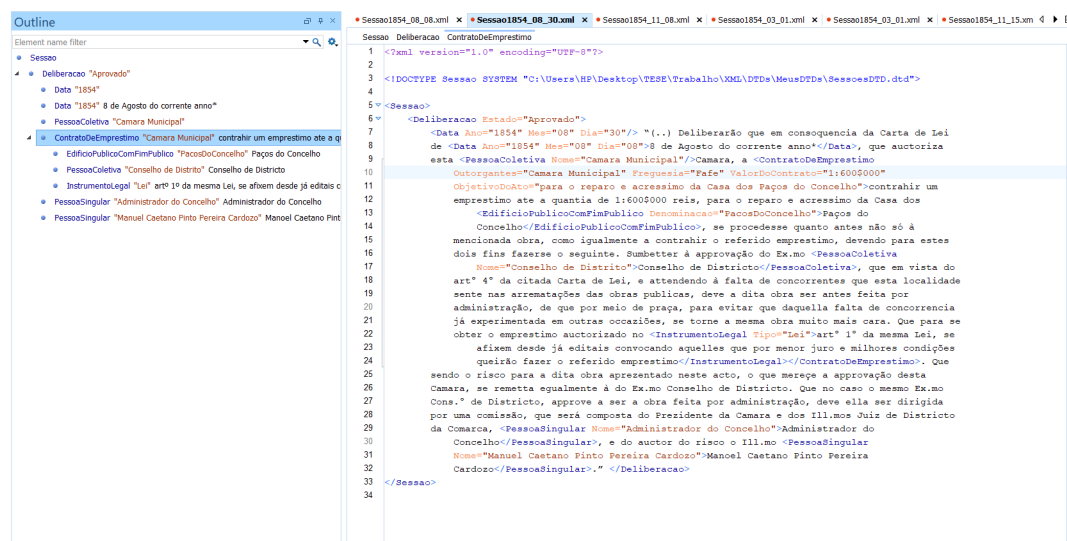 Outline
Element name filter
Sessao
Deliberacao "Aprovado"
Data "1854"
Data "1854" 8 de Agosto do corrente anno*
PessoaColetiva "Camara Municipal"
ContratoDeEmprestimo "Camara Municipal" contrahir um emprestimo ate a qu
EdificioPublicoComFimPublico "PacosDoConcelho" Paços do Concelho
PessoaColetiva "Conselho de Distrito" Conselho de Districto
InstrumentoLegal "Lei" artº 1º da mesma Lei, se afixem desde já editais c
PessoaSingular "Administrador do Concelho" Administrador do Concelho
PessoaSingular "Manuel Caetano Pinto Pereira Cardozo" Manoel Caetano Pint
Sessao1854_08_08.xml Sessao1854_08_30.xml Sessao1854_11_08.xml Sessao1854_03_01.xml Sessao1854_03_01.xml Sessao1854_11_15.xm
Sessao Deliberacao ContratoDeEmprestimo
1 <?xml version="1.0" encoding="UTF-8"?>
2
3 <!DOCTYPE Sessao SYSTEM "C:\Users\HP\Desktop\TESE\Trabalho\XML\DTDs\MeusDTDs\SessoesDTD.dtd">
4
5 <Sessao>
6 <Deliberacao Estado="Aprovado">
7 <Data Ano="1854" Mes="08" Dia="30"/> “(..) Deliberarão que em consoquencia da Carta de Lei
8 de <Data Ano="1854" Mes="08" Dia="08">8 de Agosto do corrente anno*</Data>, que auctoriza
9 esta <PessoaColetiva Nome="Camara Municipal"/>Camara, a <ContratoDeEmprestimo
10 Outorgantes="Camara Municipal" Freguesia="Fafe" ValorDoContrato="1:600$000"
11 ObjetivoDoAto="para o reparo e acressimo da Casa dos Paços do Concelho">contrahir um
12 emprestimo ate a quantia de 1:600$000 reis, para o reparo e acressimo da Casa dos
13 <EdificioPublicoComFimPublico Denominacao="PacosDoConcelho">Paços do
14 Concelho</EdificioPublicoComFimPublico>, se procedesse quanto antes não só à
15 mencionada obra, como igualmente a contrahir o referido emprestimo, devendo para estes
16 dois fins fazerse o seguinte. Sumbetter à approvação do Ex.mo <PessoaColetiva
17 Nome="Conselho de Distrito">Conselho de Districto</PessoaColetiva>, que em vista do
18 artº 4º da citada Carta de Lei, e attendendo à falta de concorrentes que esta localidade
19 sente nas arrematações das obras publicas, deve a dita obra ser antes feita por
20 administração, de que por meio de praça, para evitar que daquella falta de concorrencia
21 já experimentada em outras occaziões, se torne a mesma obra muito mais cara. Que para se
22 obter o emprestimo auctorizado no <InstrumentoLegal Tipo="Lei">artº 1º da mesma Lei, se
23 afixem desde já editais convocando aquelles que por menor juro e milhores condições
24 queirão fazer o referido emprestimo</InstrumentoLegal></ContratoDeEmprestimo>. Que
25 sendo o risco para a dita obra aprezentado neste acto, o que mereçe a approvação desta
26 Camara, se remetta egualmente à do Ex.mo Conselho de Districto. Que no caso o mesmo Ex.mo
27 Cons.º de Districto, approve a ser a obra feita por administração, deve ella ser dirigida
28 por uma comissão, que será composta do Prezidente da Camara e dos Ill.mos Juiz de Districto
29 da Comarca, <PessoaSingular Nome="Administrador do Concelho">Administrador do
30 Concelho</PessoaSingular>, e do auctor do risco o Ill.mo <PessoaSingular
31 Nome="Manuel Caetano Pinto Pereira Cardozo">Manoel Caetano Pinto Pereira
32 Cardozo</PessoaSingular>.” </Deliberacao>
33 </Sessao>
34